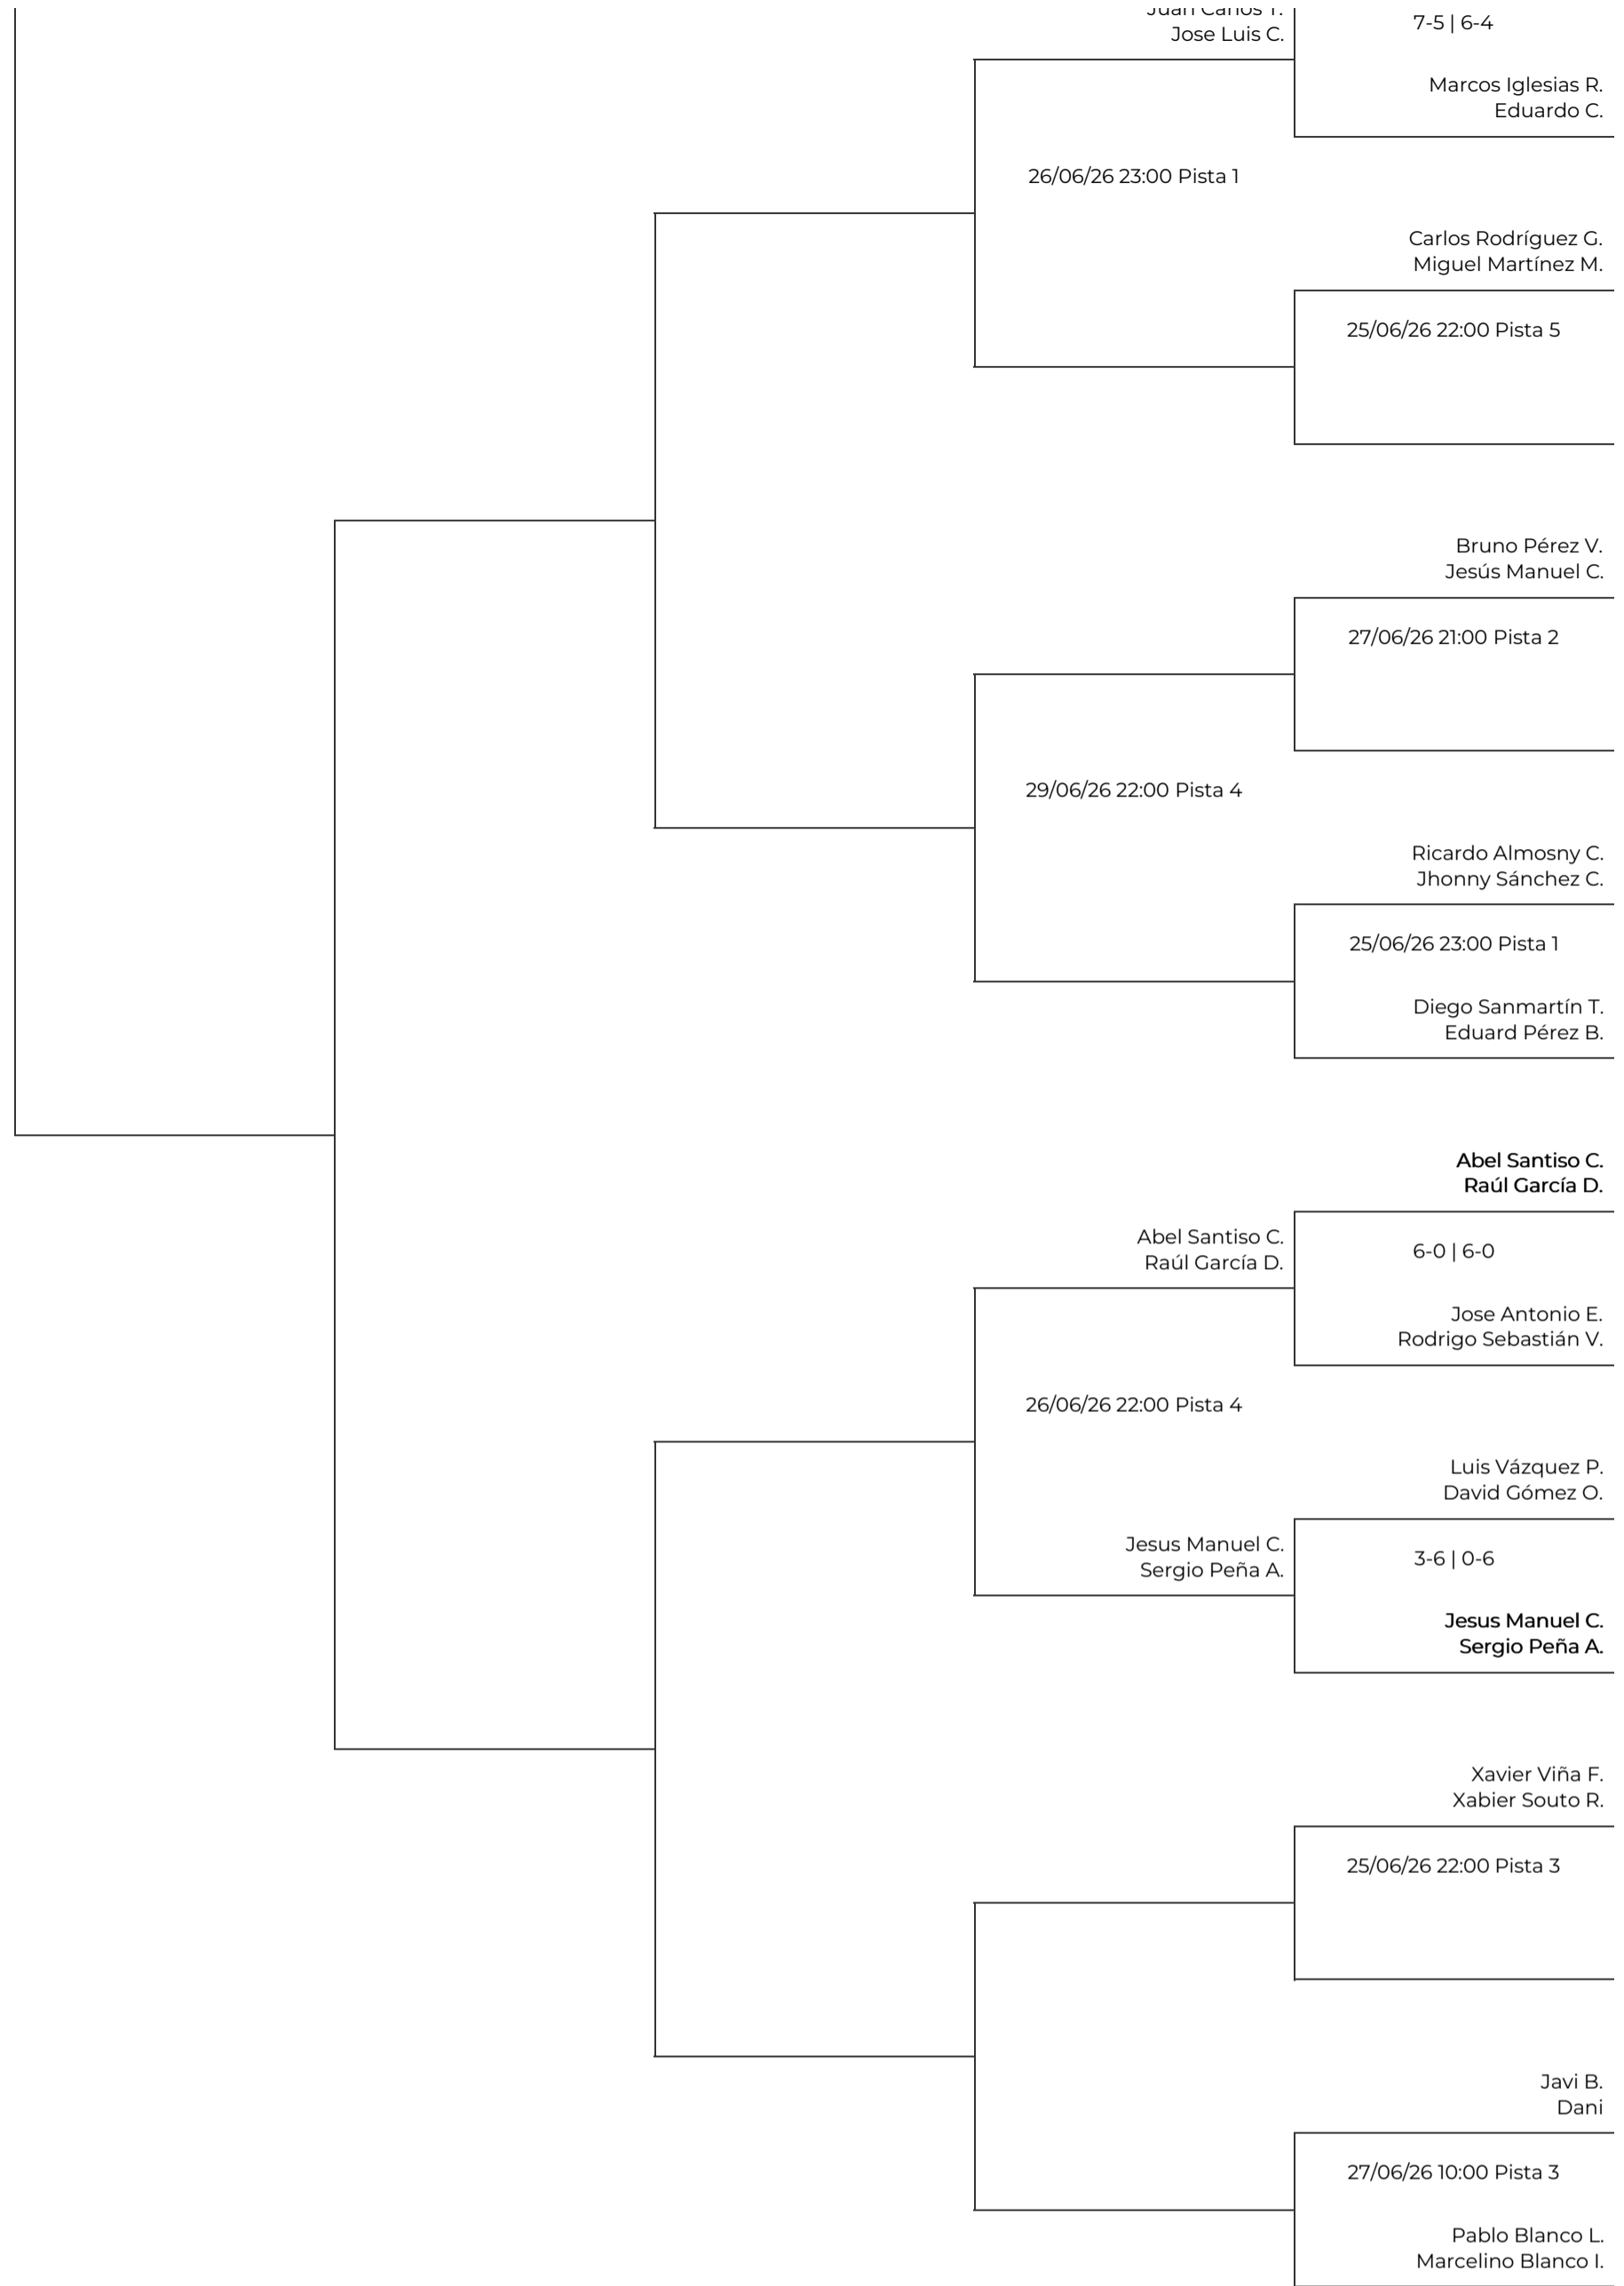 Juan Carlos T.
Jose Luis C.
7-5 | 6-4
Marcos Iglesias R.
Eduardo C.
26/06/26 23:00 Pista 1
Carlos Rodríguez G.
Miguel Martínez M.
25/06/26 22:00 Pista 5
Bruno Pérez V.
Jesús Manuel C.
27/06/26 21:00 Pista 2
29/06/26 22:00 Pista 4
Ricardo Almosny C.
Jhonny Sánchez C.
25/06/26 23:00 Pista 1
Diego Sanmartín T.
Eduard Pérez B.
Abel Santiso C.
Raúl García D.
Abel Santiso C.
Raúl García D.
6-0 | 6-0
Jose Antonio E.
Rodrigo Sebastián V.
26/06/26 22:00 Pista 4
Luis Vázquez P.
David Gómez O.
Jesus Manuel C.
Sergio Peña A.
3-6 | 0-6
Jesus Manuel C.
Sergio Peña A.
Xavier Viña F.
Xabier Souto R.
25/06/26 22:00 Pista 3
Javi B.
Dani
27/06/26 10:00 Pista 3
Pablo Blanco L.
Marcelino Blanco I.